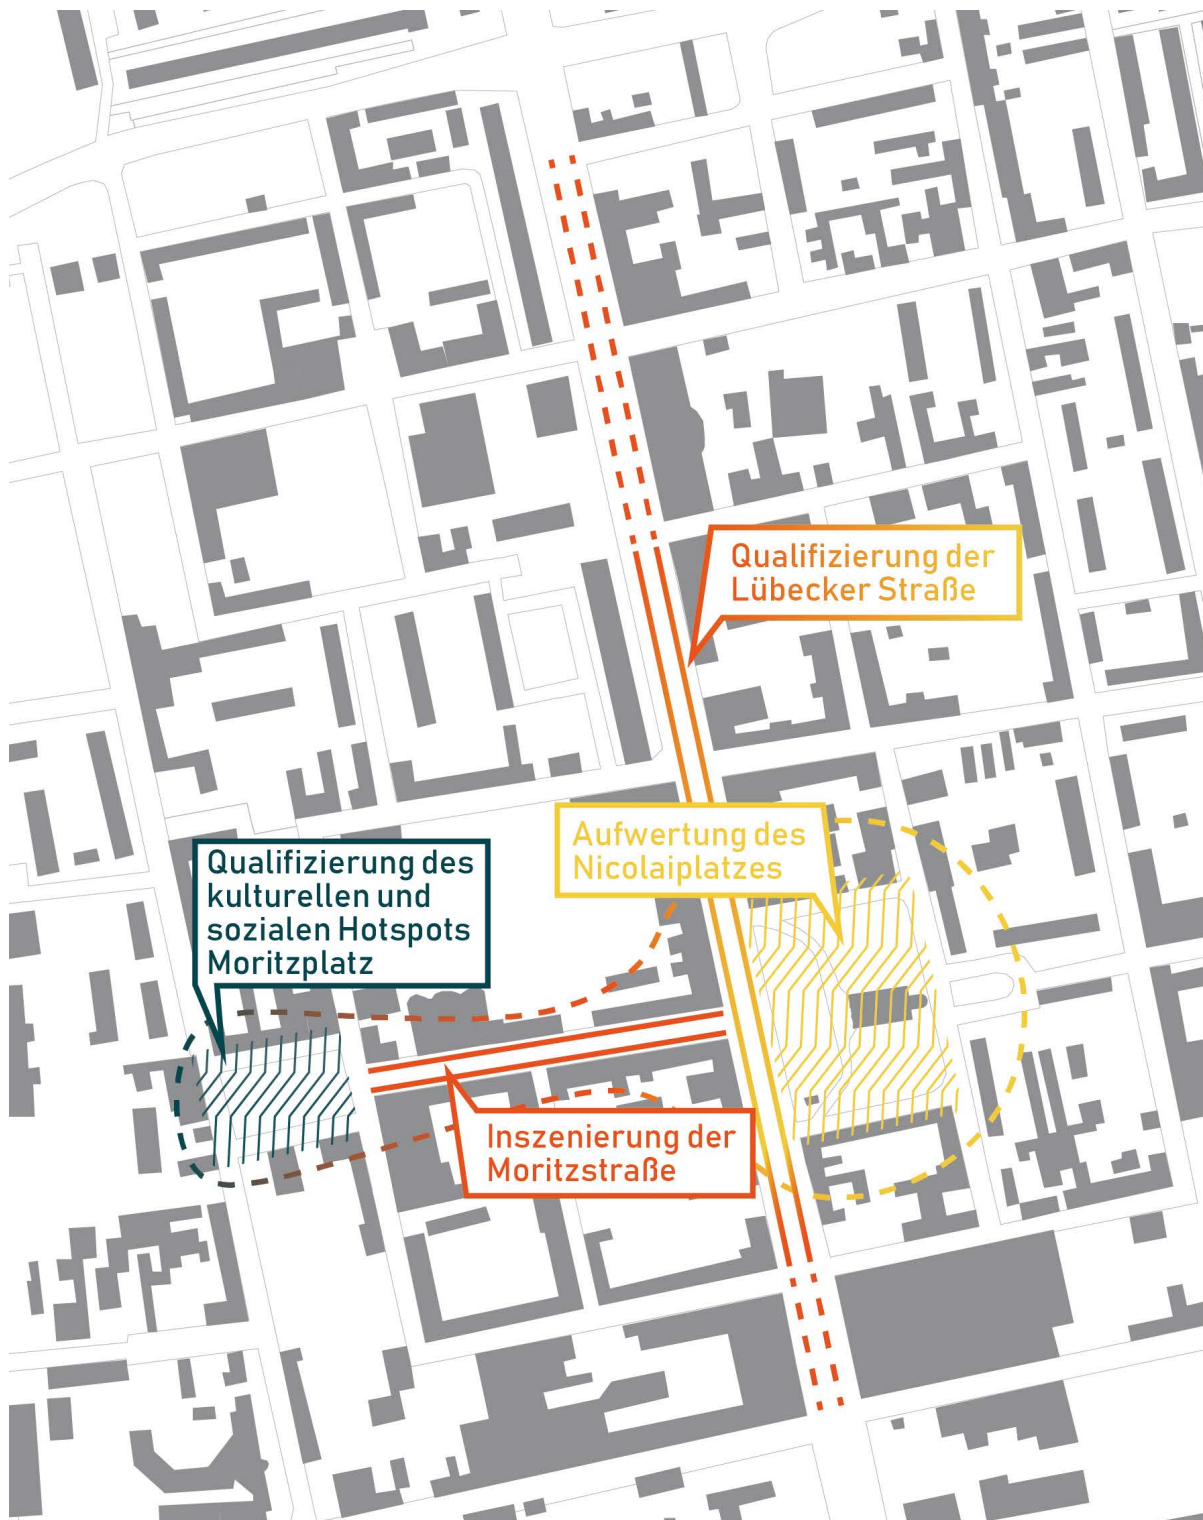 Qualifizierung der
Lübecker Straße
Aufwertung des
Nicolaiplatzes
Qualifizierung des
kulturellen und
sozialen Hotspots
Moritzplatz
Inszenierung der
Moritzstraße